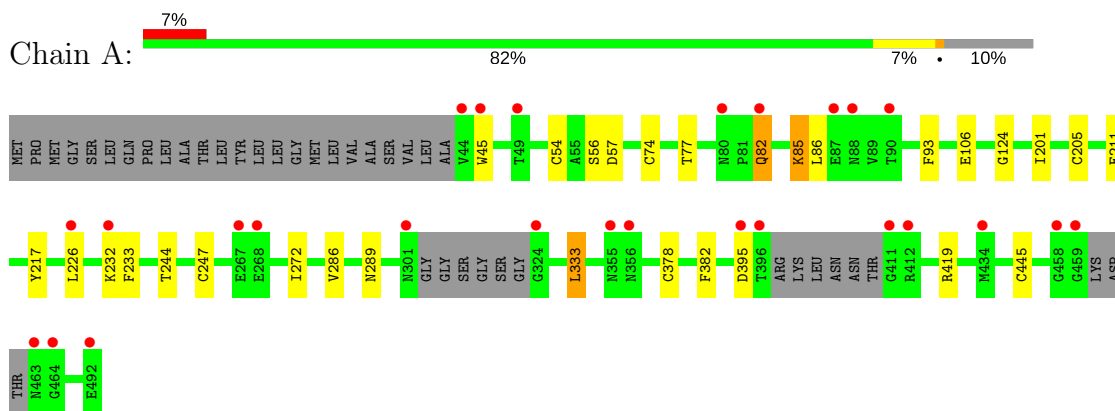 7%
Chain A:
82% 7% • 10%
MET PRO MET GLY SER LEU GLN PRO LEU ALA THR LEU TYR LEU LEU GLY MET LEU VAL ALA SER VAL LEU ALA V44 W45 T49 C54 A55 S56 D57 C74 T77 N80 P81 Q82 K85 L86 E87 N88 V89 T90 F93 E106 G124 I201 C205
Y217 L226 K232 F233 T244 C247 E267 E268 I272 V286 N289 N301 GLY GLY SER GLY SER GLY G324 L333 N355 N356 C378 F382 D395 T396 ARG LYS LEU ASN ASN THR G411 R412 R419 M434 C445 G458 G459 LYS ASP
THR N463 G464 E492